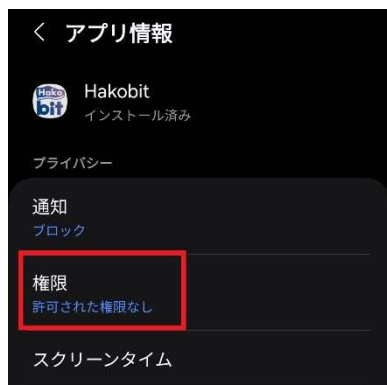 アプリ情報
Hako
bit
Hakobit
インストール済み
プライバシー
通知
ブロック
権限
許可された権限なし
スクリーンタイム